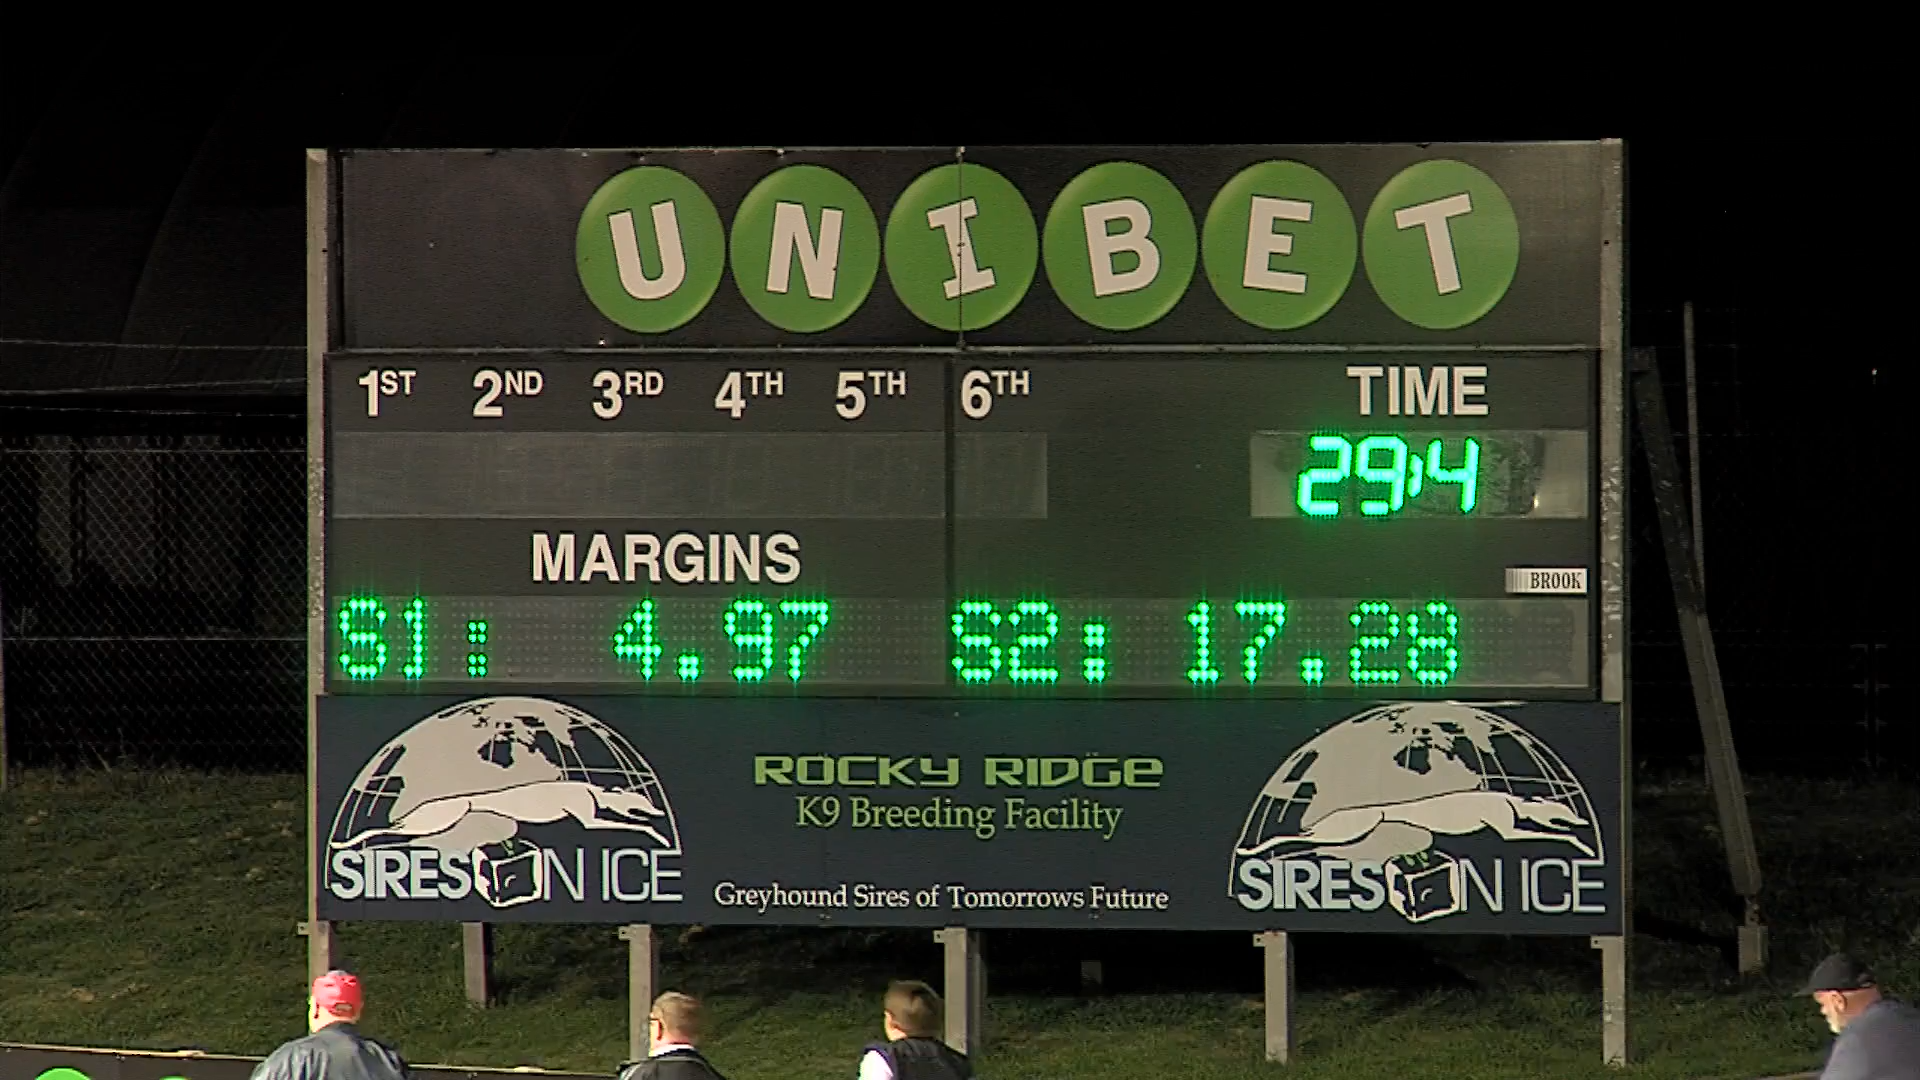 UNIBET
1ST 2ND 3RD 4TH 5TH 6TH TIME
29:4
MARGINS
BROOK
S1: 4.97 S2: 17.28
ROCKY RIDGE
K9 Breeding Facility
SIRES ON ICE
Greyhound Sires of Tomorrows Future
SIRES ON ICE